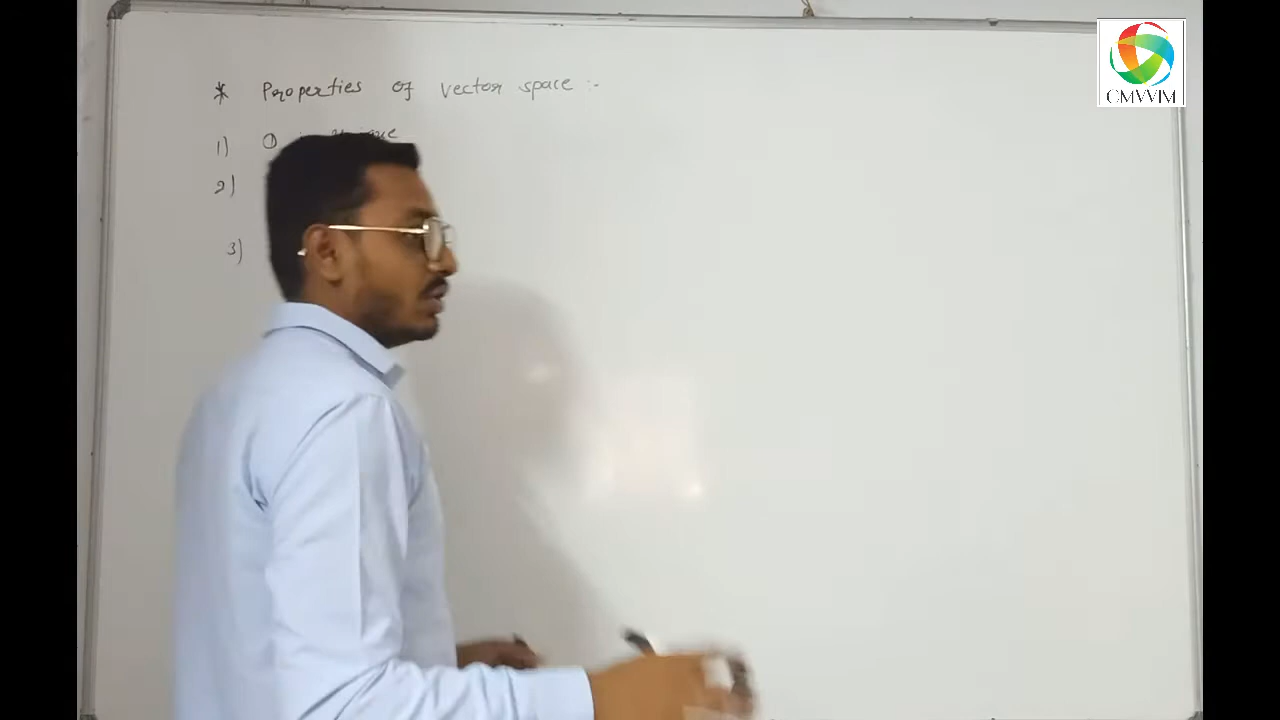 * Properties of vector space :-
1) O
2)
3)
CMVVIM